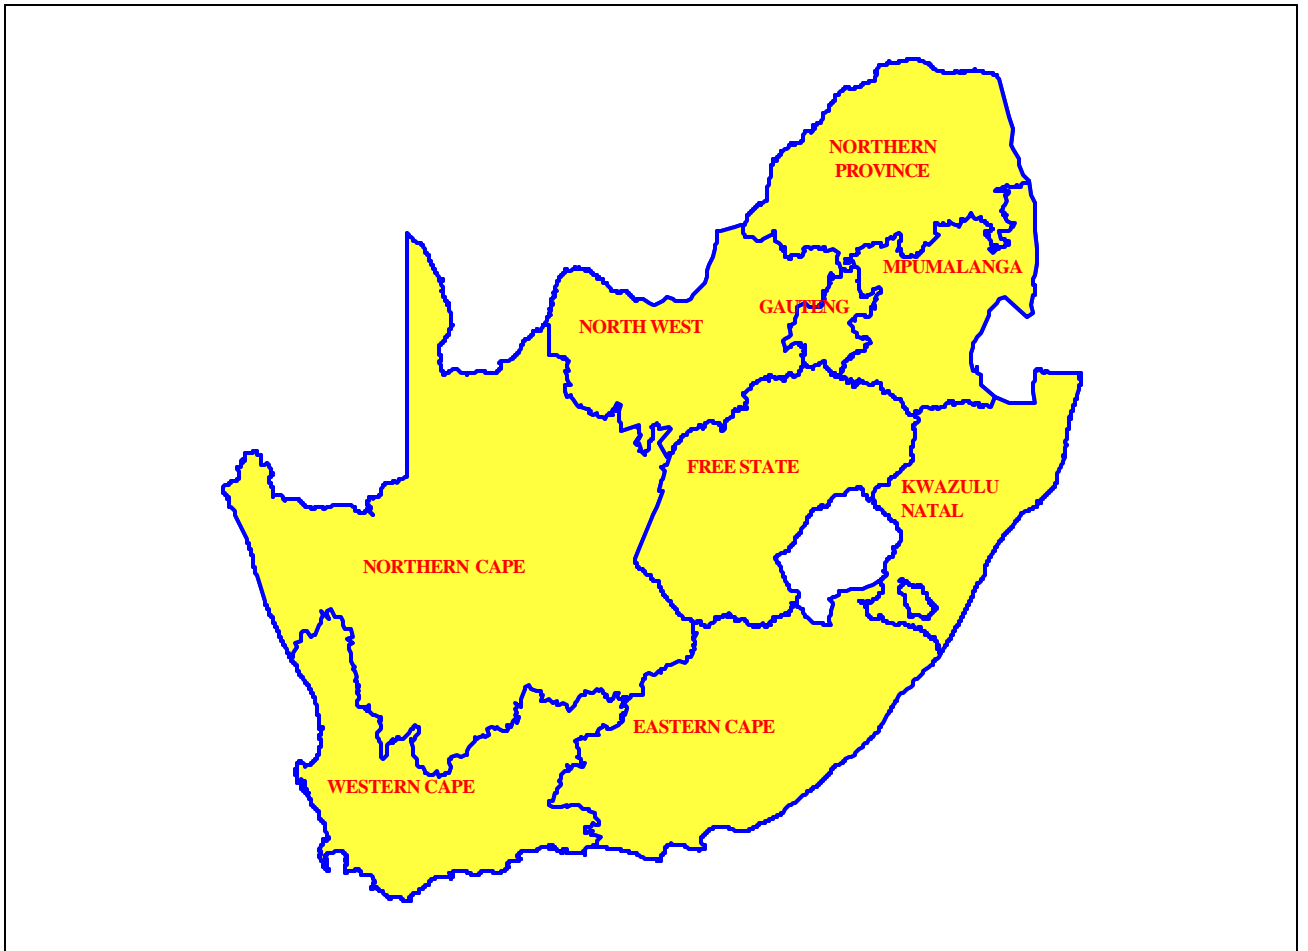 NORTHERN
PROVINCE
MPUMALANGA
GAUTENG
NORTH WEST
FREE STATE
KWAZULU
NATAL
NORTHERN CAPE
EASTERN CAPE
WESTERN CAPE